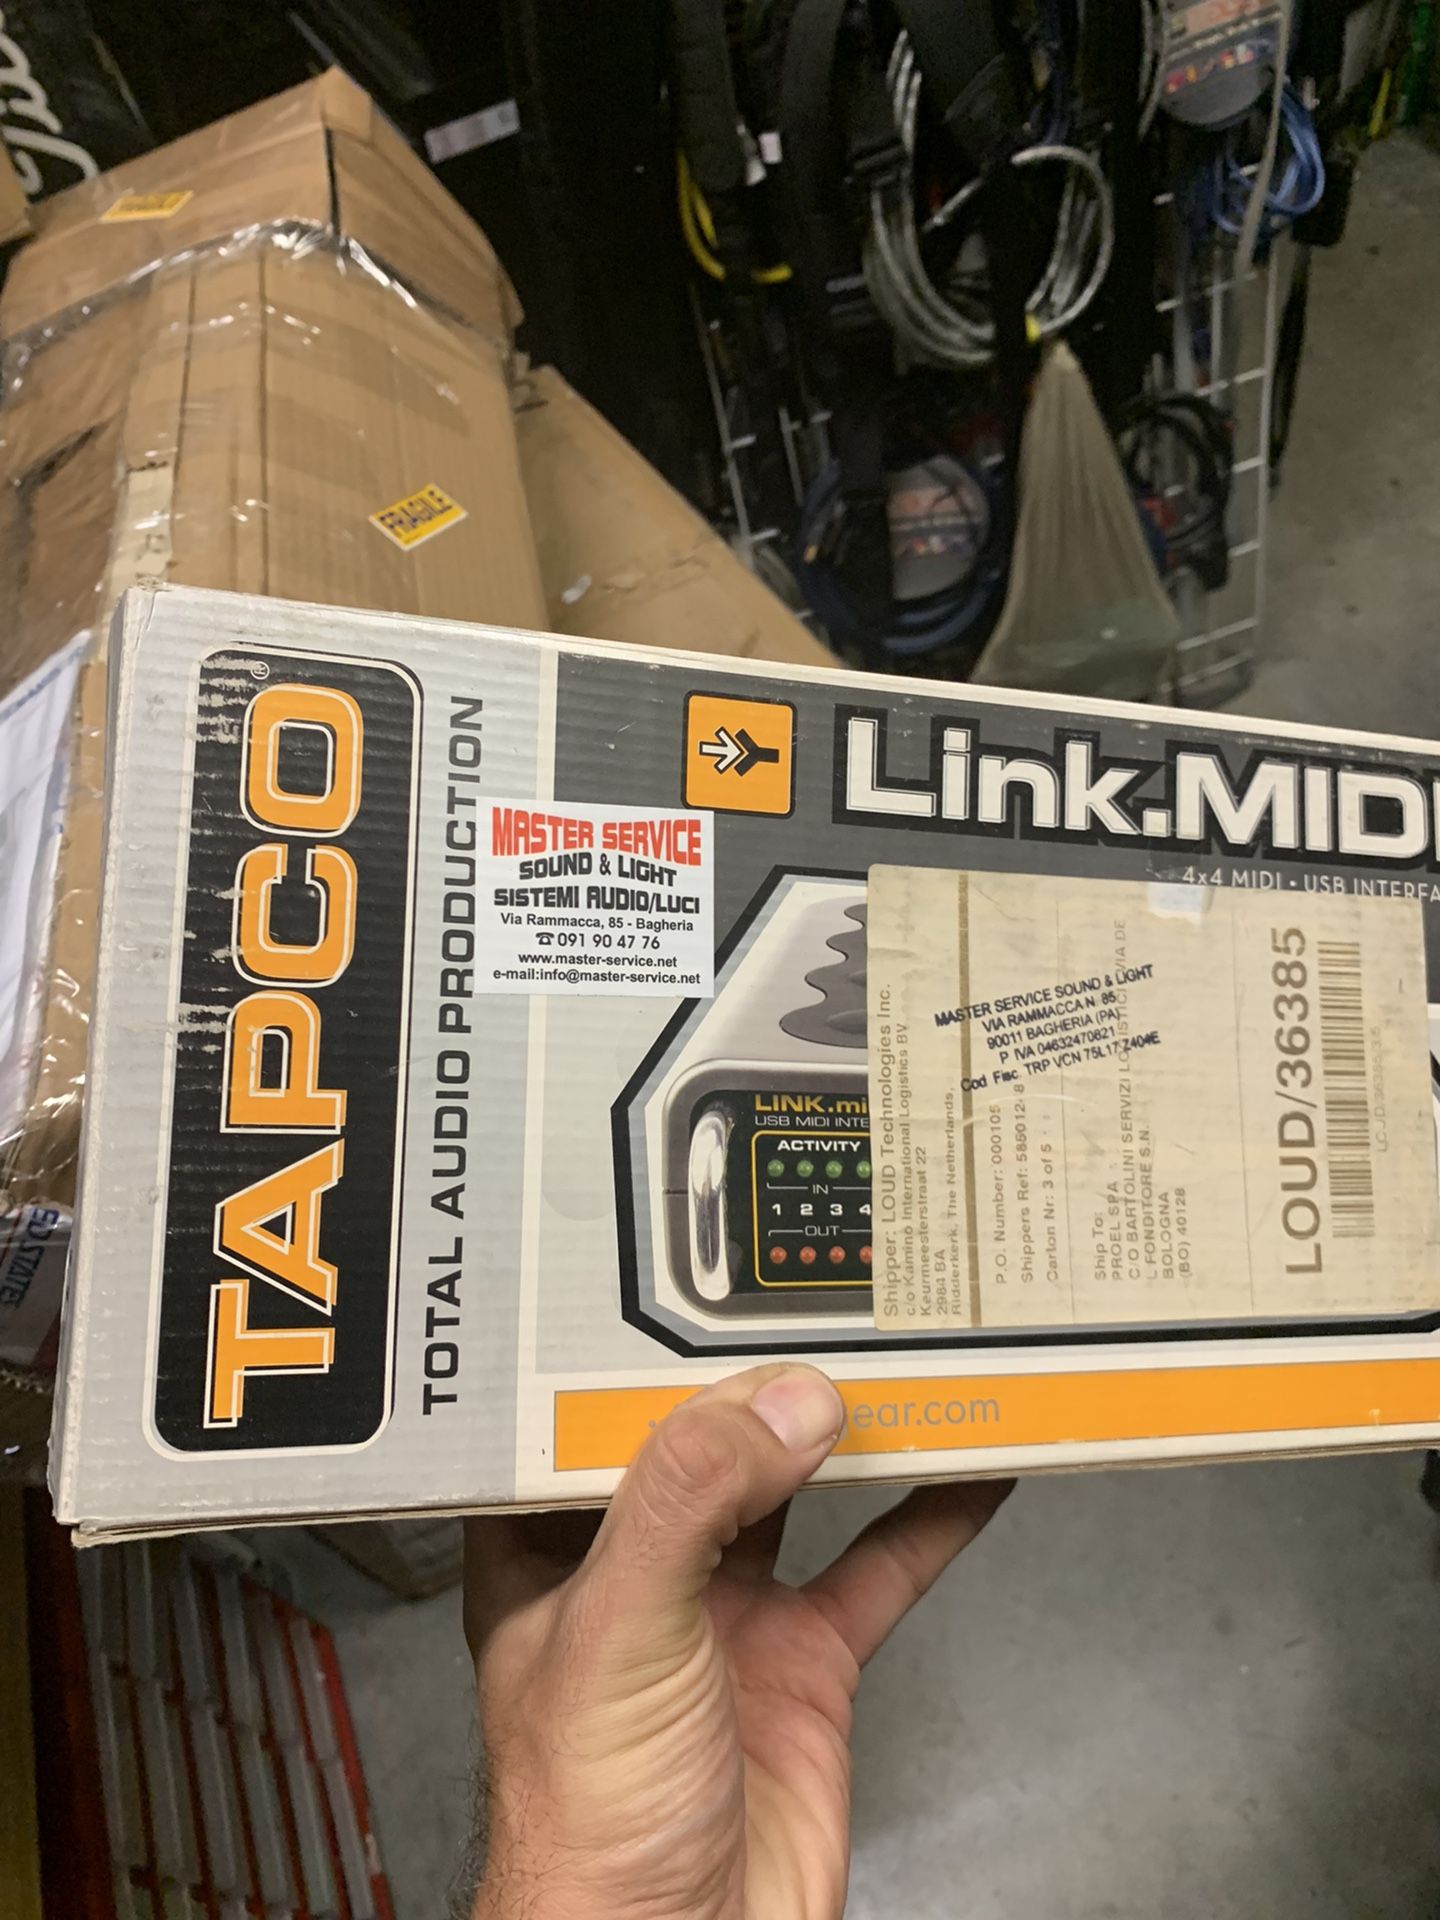 FRAGILE
TAPCO®
TOTAL AUDIO PRODUCTION
Link.MIDI
4x4 MIDI • USB INTERFA
MASTER SERVICE
SOUND & LIGHT
SISTEMI AUDIO/LUCI
Via Rammacca, 85 - Bagheria
☎091 90 47 76
www.master-service.net
e-mail:info@master-service.net
LINK.mi
USB MIDI INTE
ACTIVITY
IN
1 2 3 4
OUT
Shipper: LOUD Technologies Inc.
c/o Kamino International Logistics BV
Keurmeesterstraat 22
2984 BA
Ridderkerk, The Netherlands,
P.O. Number: 000105
Shippers Ref:
Carton Nr: 3 of 5
Ship To:
PROEL SPA
C/O BARTOLINI SERVIZI LOGISTICI VIA DE
L FONDITORE S.N.
BOLOGNA
(BO) 40128
MASTER SERVICE SOUND & LIGHT
VIA RAMMACCA N. 85
90011 BAGHERIA (PA)
P IVA 04632470821
Cod Fisc TRP VCN 75L17 Z404E
LOUD/36385
ear.com